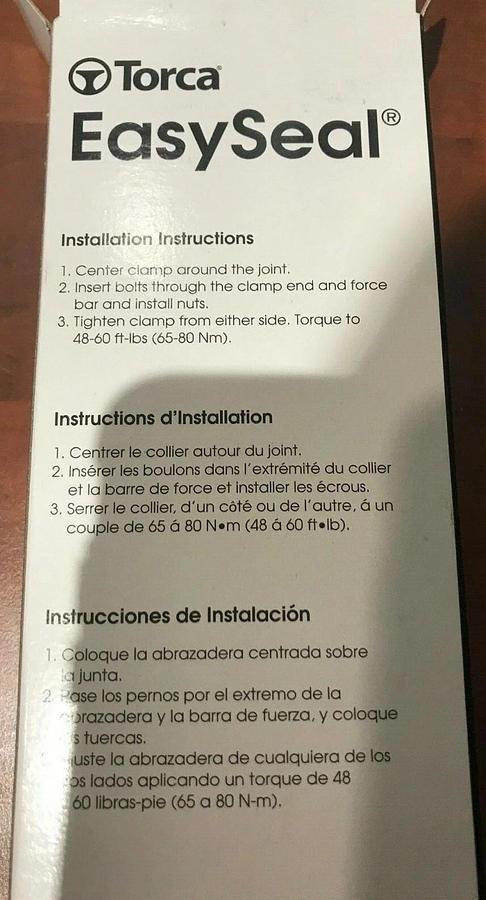 Torca
EasySeal®
Installation Instructions
1. Center clamp around the joint.
2. Insert bolts through the clamp end and force
bar and install nuts.
3. Tighten clamp from either side. Torque to
48-60 ft-lbs (65-80 Nm).
Instructions d'Installation
1. Centrer le collier autour du joint.
2. Insérer les boulons dans l'extrémité du collier
et la barre de force et installer les écrous.
3. Serrer le collier, d'un côté ou de l'autre, á un
couple de 65 á 80 N•m (48 á 60 ft•lb).
Instrucciones de Instalación
1. Coloque la abrazadera centrada sobre
la junta.
2. Pase los pernos por el extremo de la
abrazadera y la barra de fuerza, y coloque
tuercas.
la abrazadera de cualquiera de los
lados aplicando un torque de 48
60 libras-pie (65 a 80 N-m).